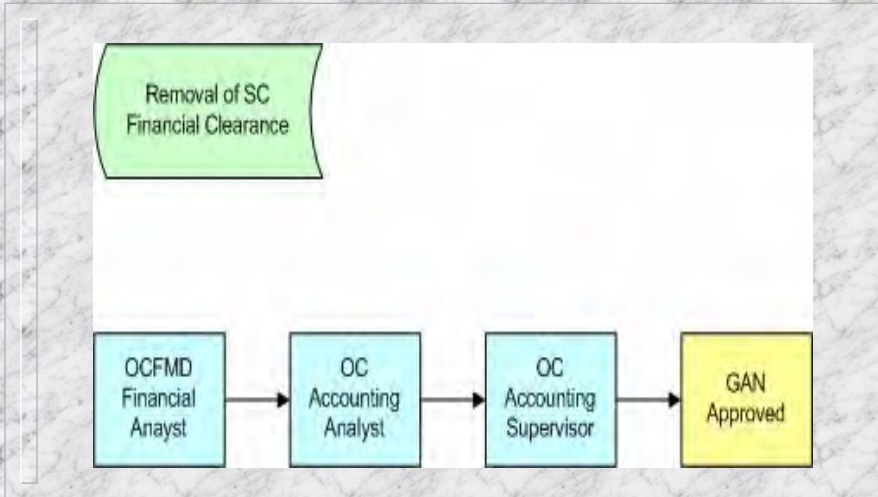 Removal of SC
Financial Clearance
OCFMD
Financial
Anayst
OC
Accounting
Analyst
OC
Accounting
Supervisor
GAN
Approved